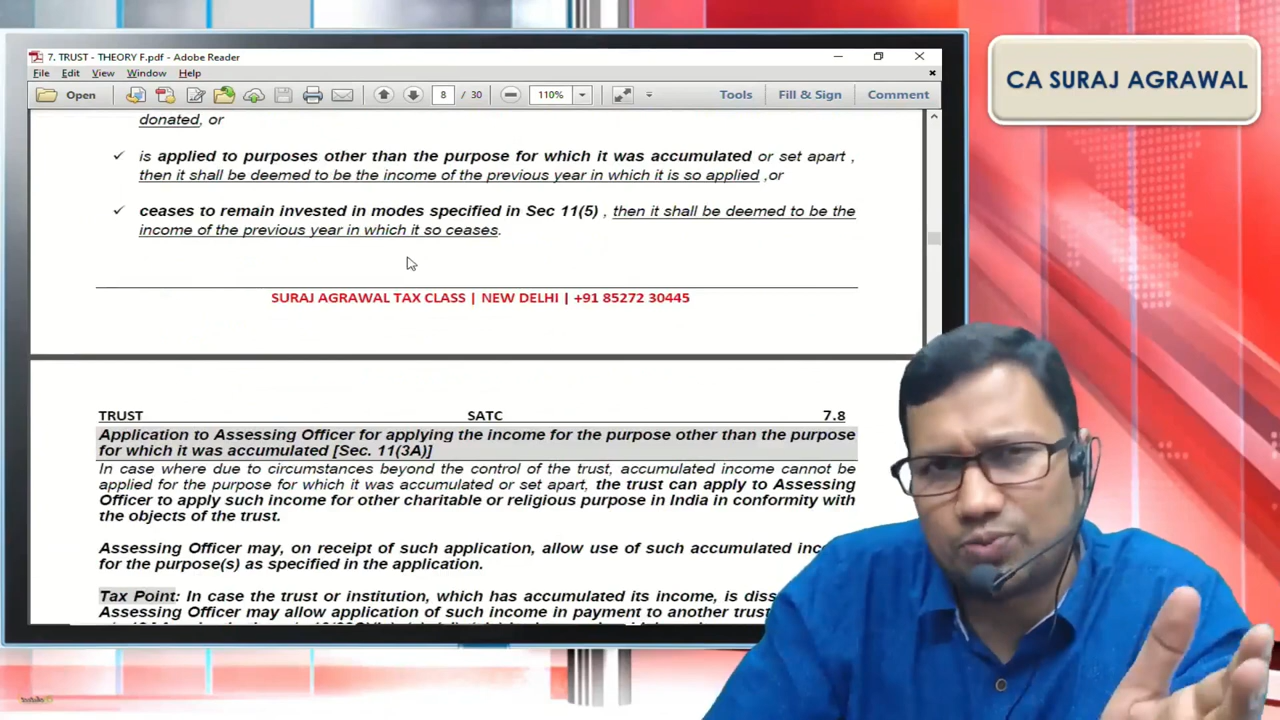 CA SURAJ AGRAWAL
7. TRUST - THEORY F.pdf - Adobe Reader
File Edit View Window Help
Open 8 / 30 110% Tools Fill & Sign Comment
donated, or
✓ is applied to purposes other than the purpose for which it was accumulated or set apart ,
then it shall be deemed to be the income of the previous year in which it is so applied ,or
✓ ceases to remain invested in modes specified in Sec 11(5) , then it shall be deemed to be the
income of the previous year in which it so ceases.
SURAJ AGRAWAL TAX CLASS | NEW DELHI | +91 85272 30445
TRUST SATC 7.8
Application to Assessing Officer for applying the income for the purpose other than the purpose
for which it was accumulated [Sec. 11(3A)]
In case where due to circumstances beyond the control of the trust, accumulated income cannot be
applied for the purpose for which it was accumulated or set apart, the trust can apply to Assessing
Officer to apply such income for other charitable or religious purpose in India in conformity with
the objects of the trust.
Assessing Officer may, on receipt of such application, allow use of such accumulated inc
for the purpose(s) as specified in the application.
Tax Point: In case the trust or institution, which has accumulated its income, is diss
Assessing Officer may allow application of such income in payment to another trust